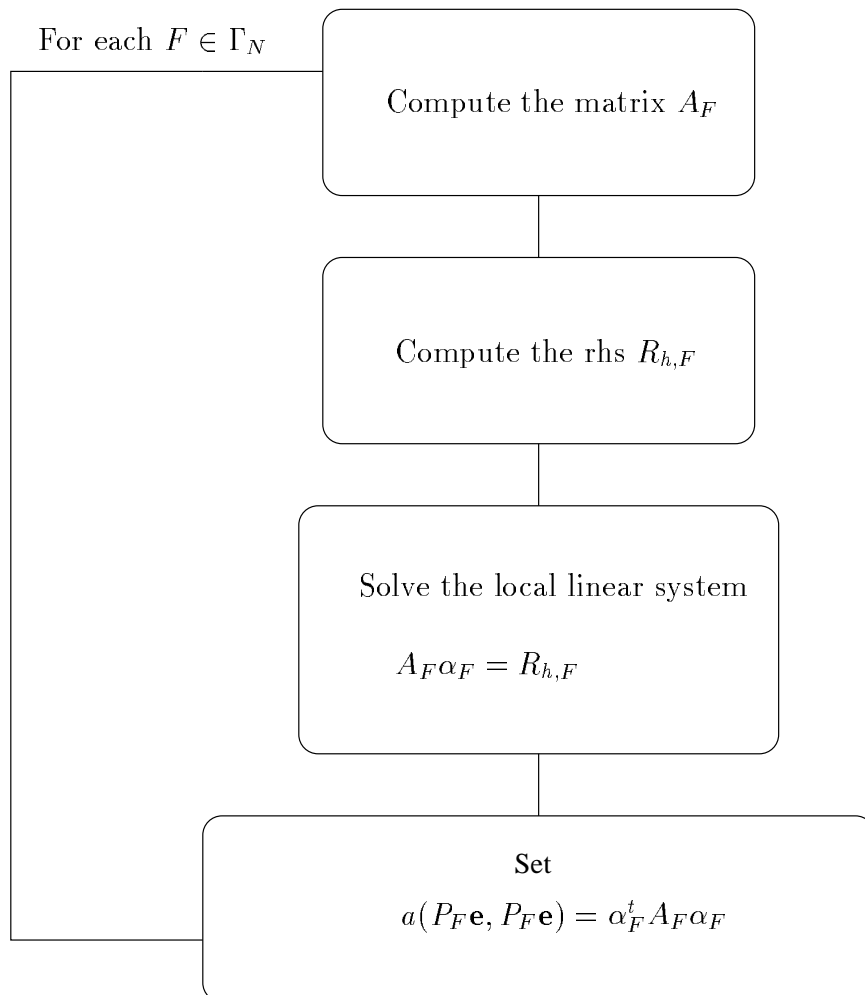 For each F ∈ Γ_N
Compute the matrix A_F
Compute the rhs R_{h,F}
Solve the local linear system
A_F α_F = R_{h,F}
Set
a(P_F e, P_F e) = α_F^t A_F α_F